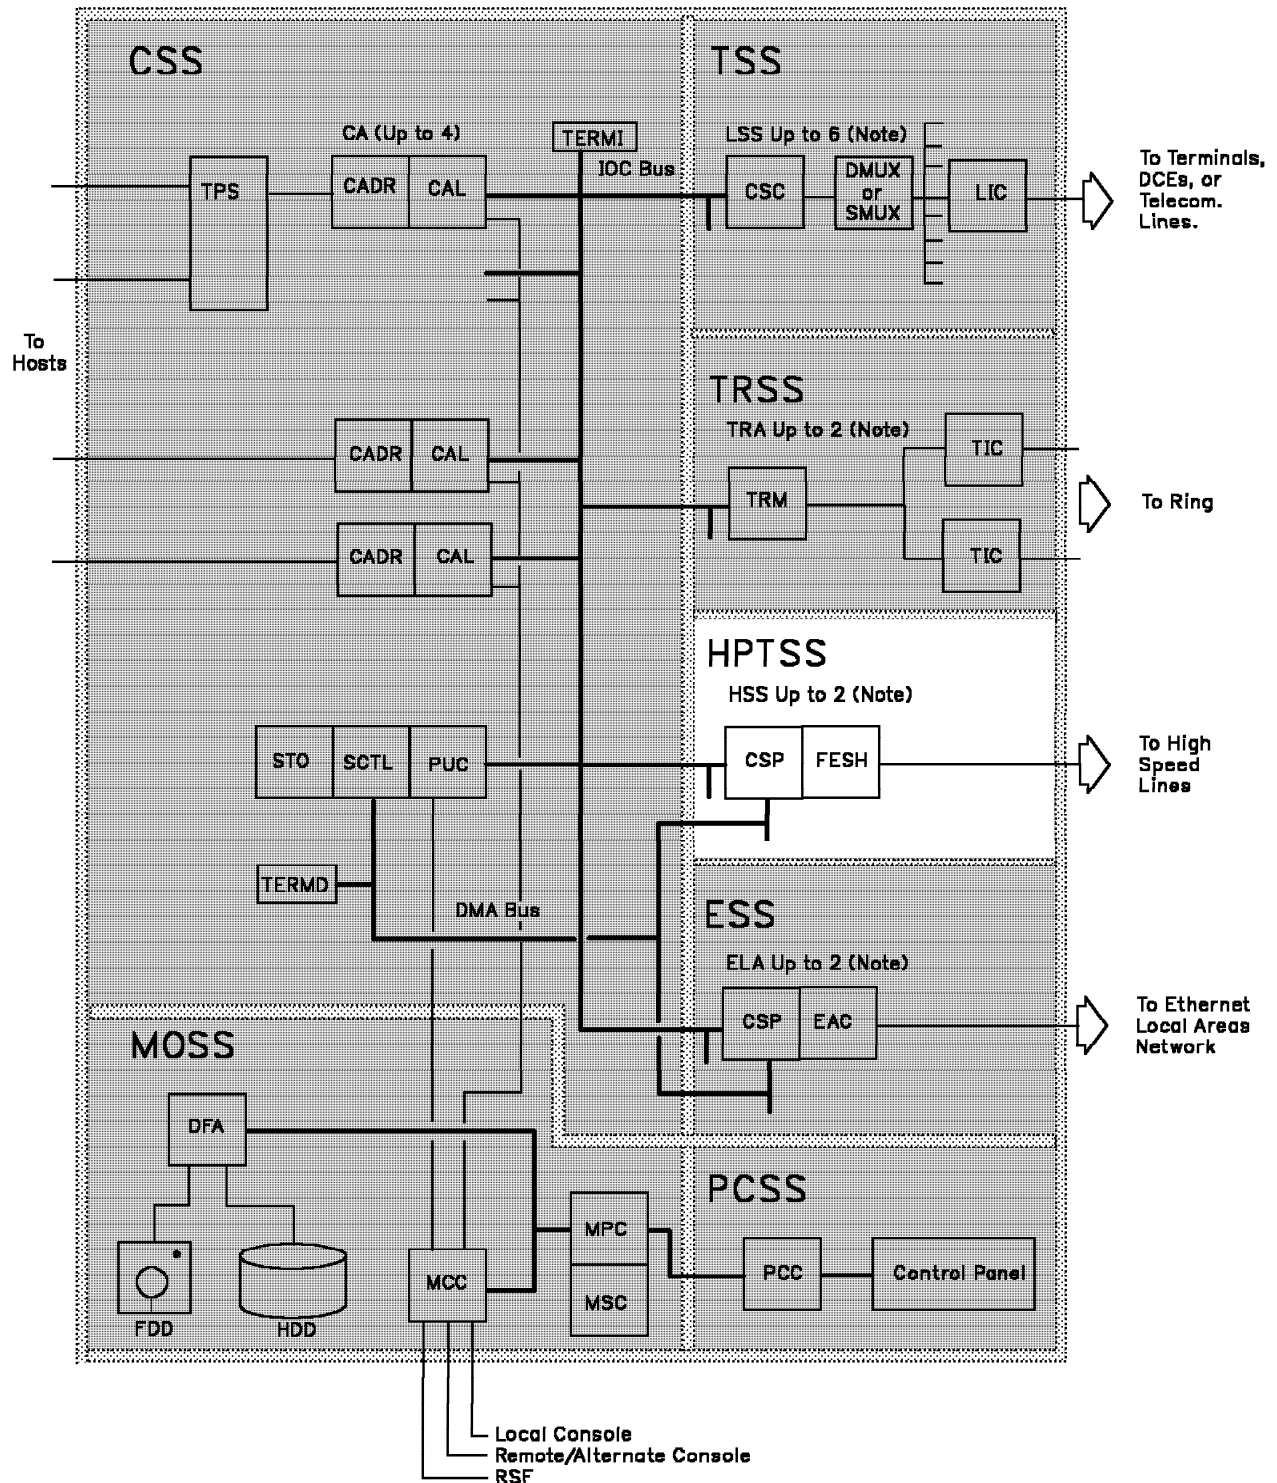 CSS
CA (Up to 4)
TERMI
IOC Bus
TPS
CADR
CAL
To
Hosts
CADR
CAL
CADR
CAL
STO
SCTL
PUC
TERMD
DMA Bus
TSS
LSS Up to 6 (Note)
CSC
DMUX
or
SMUX
LIC
To Terminals,
DCEs, or
Telecom.
Lines.
TRSS
TRA Up to 2 (Note)
TRM
TIC
TIC
To Ring
HPTSS
HSS Up to 2 (Note)
CSP
FESH
To High
Speed
Lines
ESS
ELA Up to 2 (Note)
CSP
EAC
To Ethernet
Local Areas
Network
MOSS
DFA
FDD
HDD
MCC
MPC
MSC
PCSS
PCC
Control Panel
Local Console
Remote/Alternate Console
RSF